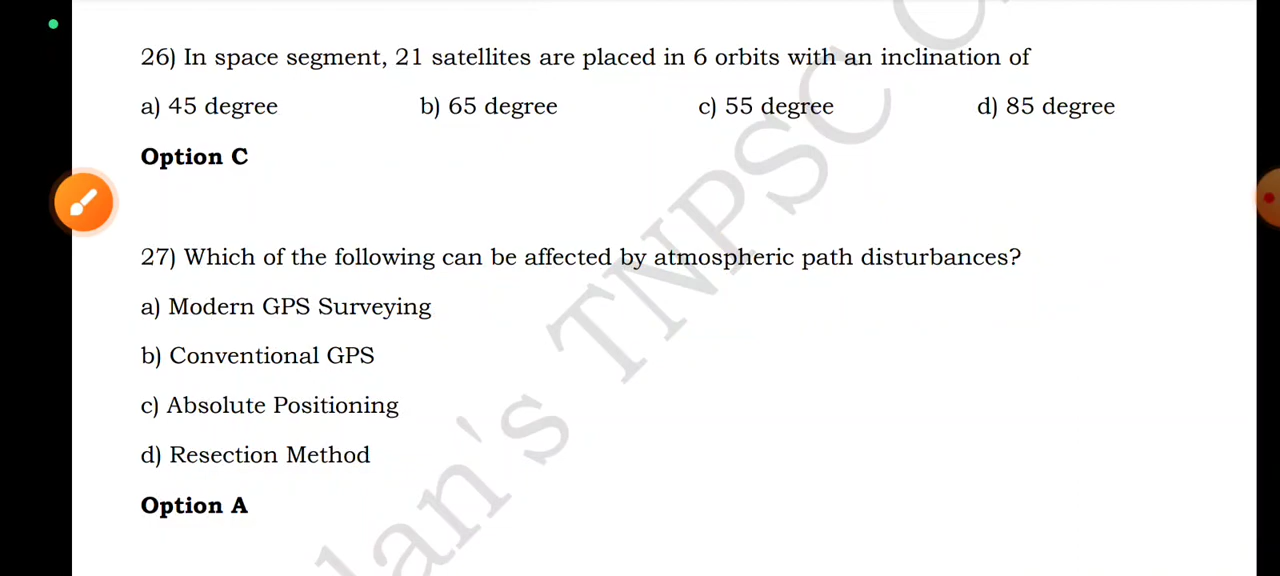 26) In space segment, 21 satellites are placed in 6 orbits with an inclination of
a) 45 degree b) 65 degree c) 55 degree d) 85 degree
Option C
27) Which of the following can be affected by atmospheric path disturbances?
a) Modern GPS Surveying
b) Conventional GPS
c) Absolute Positioning
d) Resection Method
Option A
TNPSC